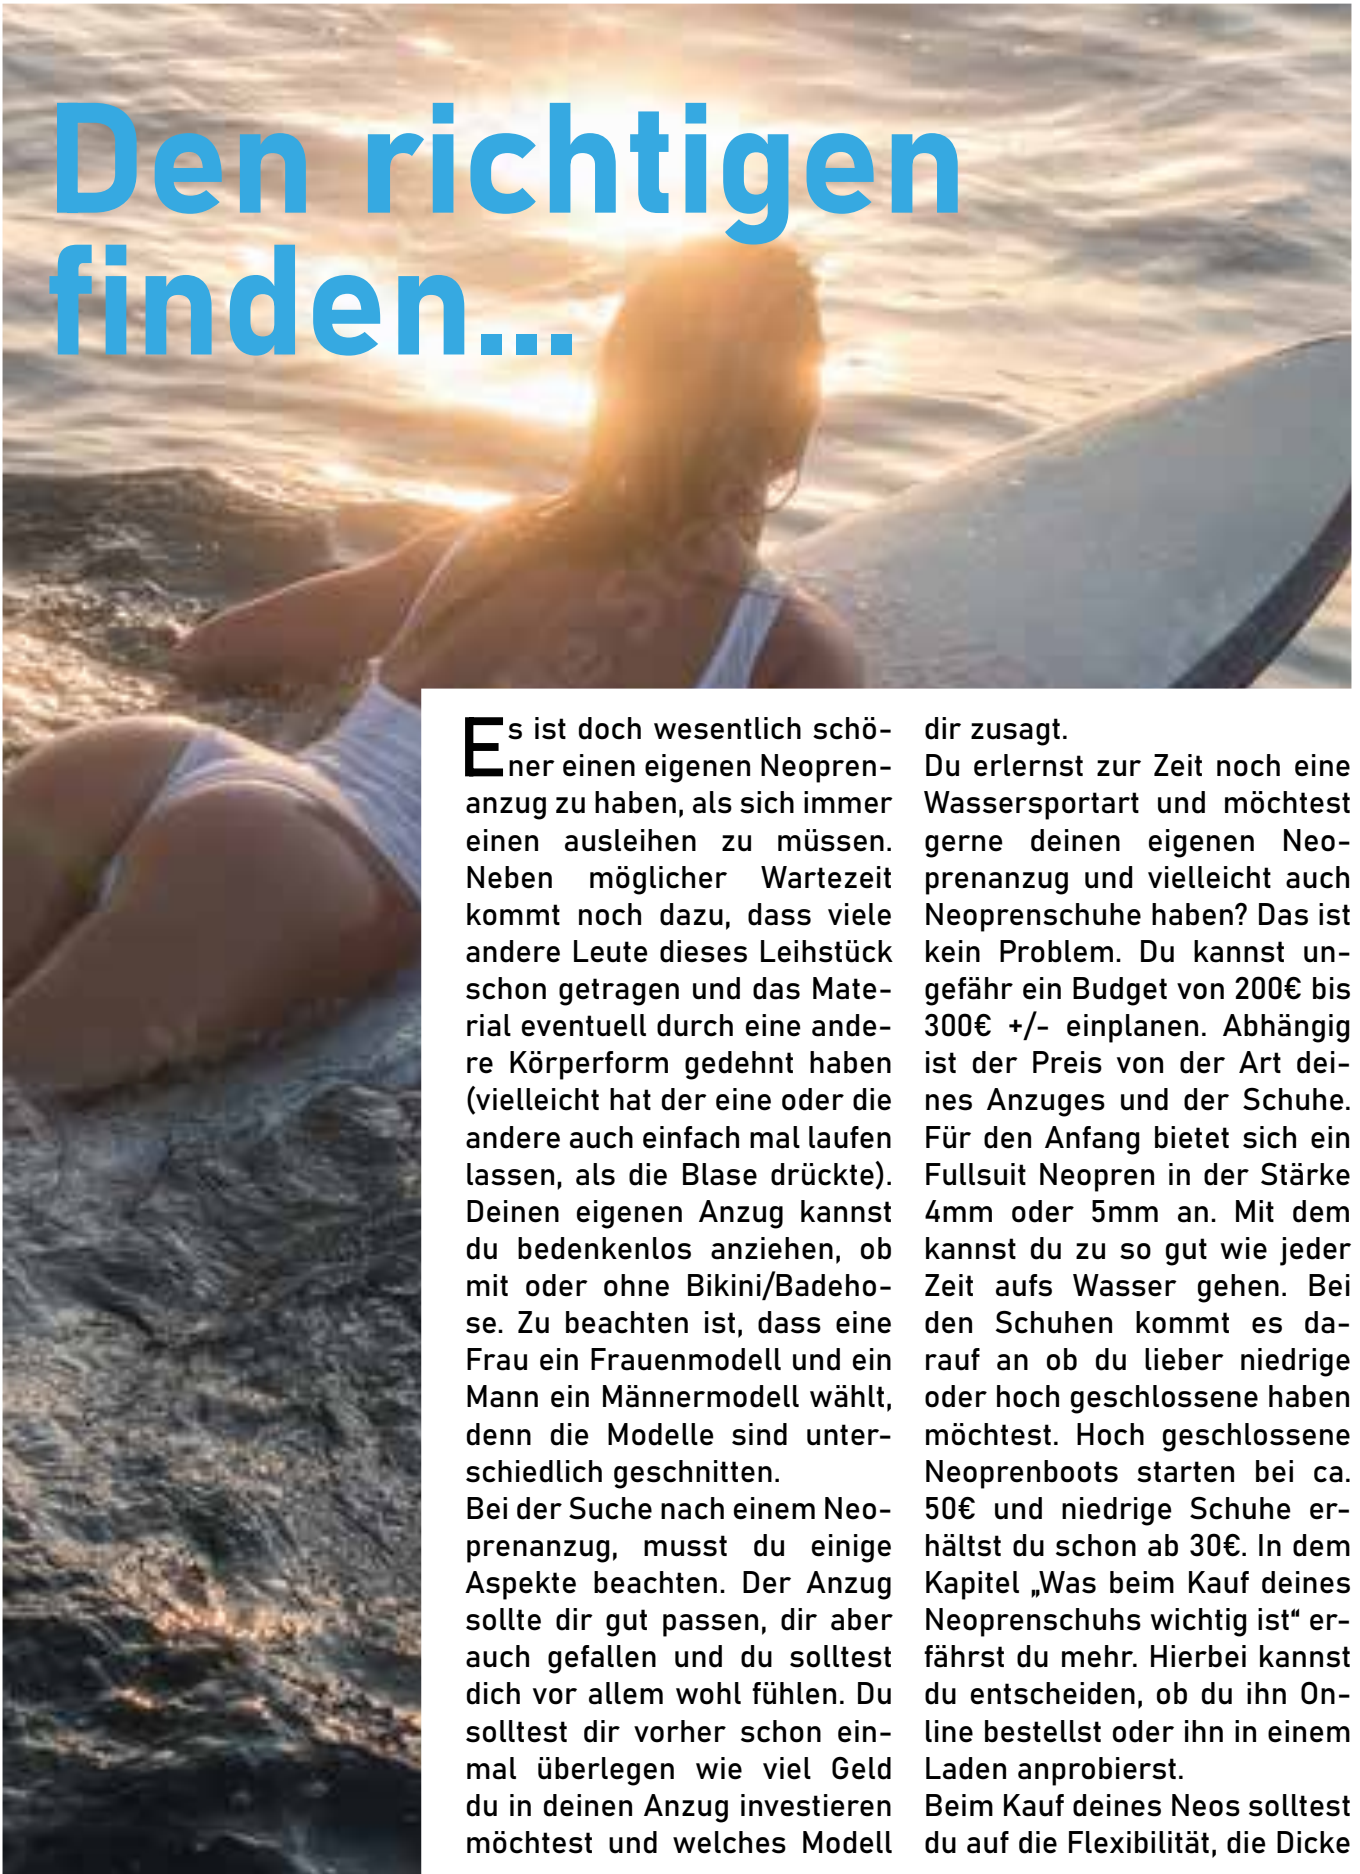 Den richtigen
finden...
Es ist doch wesentlich schö-
ner einen eigenen Neopren-
anzug zu haben, als sich immer
einen ausleihen zu müssen.
Neben möglicher Wartezeit
kommt noch dazu, dass viele
andere Leute dieses Leihstück
schon getragen und das Mate-
rial eventuell durch eine ande-
re Körperform gedehnt haben
(vielleicht hat der eine oder die
andere auch einfach mal laufen
lassen, als die Blase drückte).
Deinen eigenen Anzug kannst
du bedenkenlos anziehen, ob
mit oder ohne Bikini/Badeho-
se. Zu beachten ist, dass eine
Frau ein Frauenmodell und ein
Mann ein Männermodell wählt,
denn die Modelle sind unter-
schiedlich geschnitten.
Bei der Suche nach einem Neo-
prenanzug, musst du einige
Aspekte beachten. Der Anzug
sollte dir gut passen, dir aber
auch gefallen und du solltest
dich vor allem wohl fühlen. Du
solltest dir vorher schon ein-
mal überlegen wie viel Geld
du in deinen Anzug investieren
möchtest und welches Modell
dir zusagt.
Du erlernst zur Zeit noch eine
Wassersportart und möchtest
gerne deinen eigenen Neo-
prenanzug und vielleicht auch
Neoprenschuhe haben? Das ist
kein Problem. Du kannst un-
gefähr ein Budget von 200€ bis
300€ +/- einplanen. Abhängig
ist der Preis von der Art dei-
nes Anzuges und der Schuhe.
Für den Anfang bietet sich ein
Fullsuit Neopren in der Stärke
4mm oder 5mm an. Mit dem
kannst du zu so gut wie jeder
Zeit aufs Wasser gehen. Bei
den Schuhen kommt es da-
rauf an ob du lieber niedrige
oder hoch geschlossene haben
möchtest. Hoch geschlossene
Neoprenboots starten bei ca.
50€ und niedrige Schuhe er-
hältst du schon ab 30€. In dem
Kapitel „Was beim Kauf deines
Neoprenschuhs wichtig ist“ er-
fährst du mehr. Hierbei kannst
du entscheiden, ob du ihn On-
line bestellst oder ihn in einem
Laden anprobierst.
Beim Kauf deines Neos solltest
du auf die Flexibilität, die Dicke